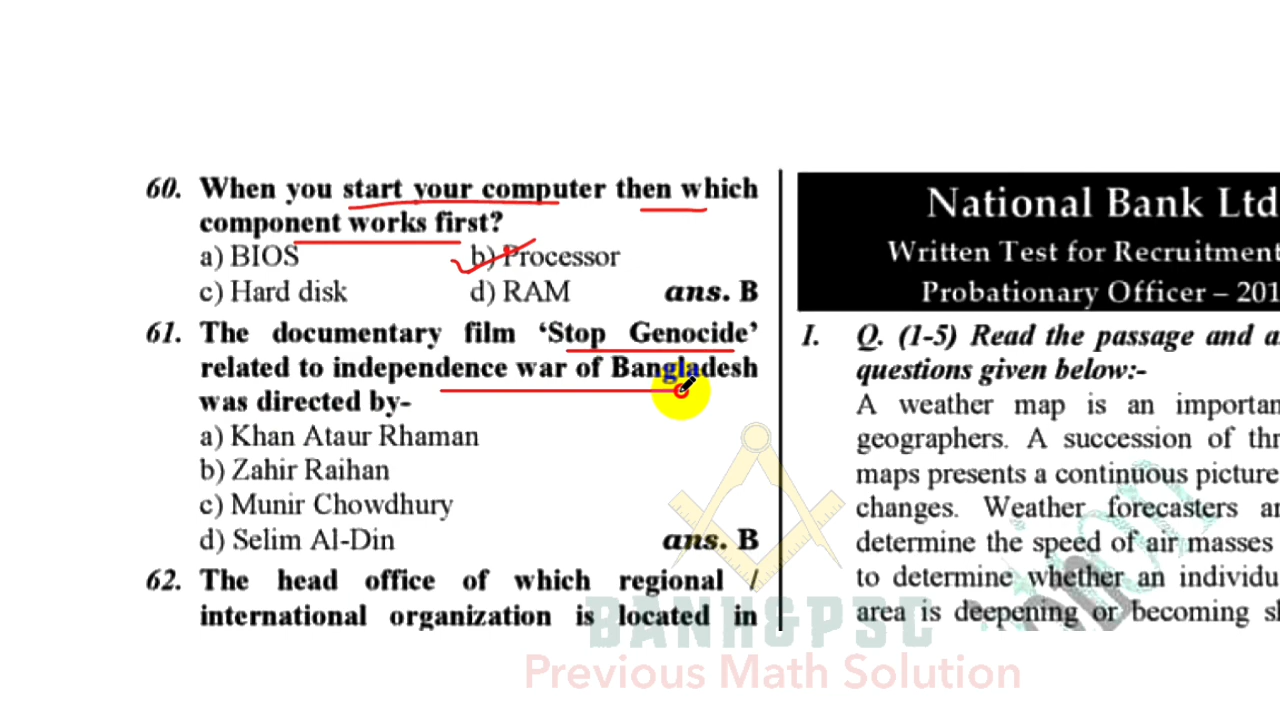 60. When you start your computer then which
component works first?
a) BIOS b) Processor
c) Hard disk d) RAM ans. B
61. The documentary film ‘Stop Genocide’
related to independence war of Bangladesh
was directed by-
a) Khan Ataur Rhaman
b) Zahir Raihan
c) Munir Chowdhury
d) Selim Al-Din ans. B
62. The head office of which regional /
international organization is located in
National Bank Ltd
Written Test for Recruitment
Probationary Officer – 201
I. Q. (1-5) Read the passage and a
questions given below:-
A weather map is an importan
geographers. A succession of thr
maps presents a continuous picture
changes. Weather forecasters ar
determine the speed of air masses
to determine whether an individu
area is deepening or becoming sl
BANH&PSC
Previous Math Solution